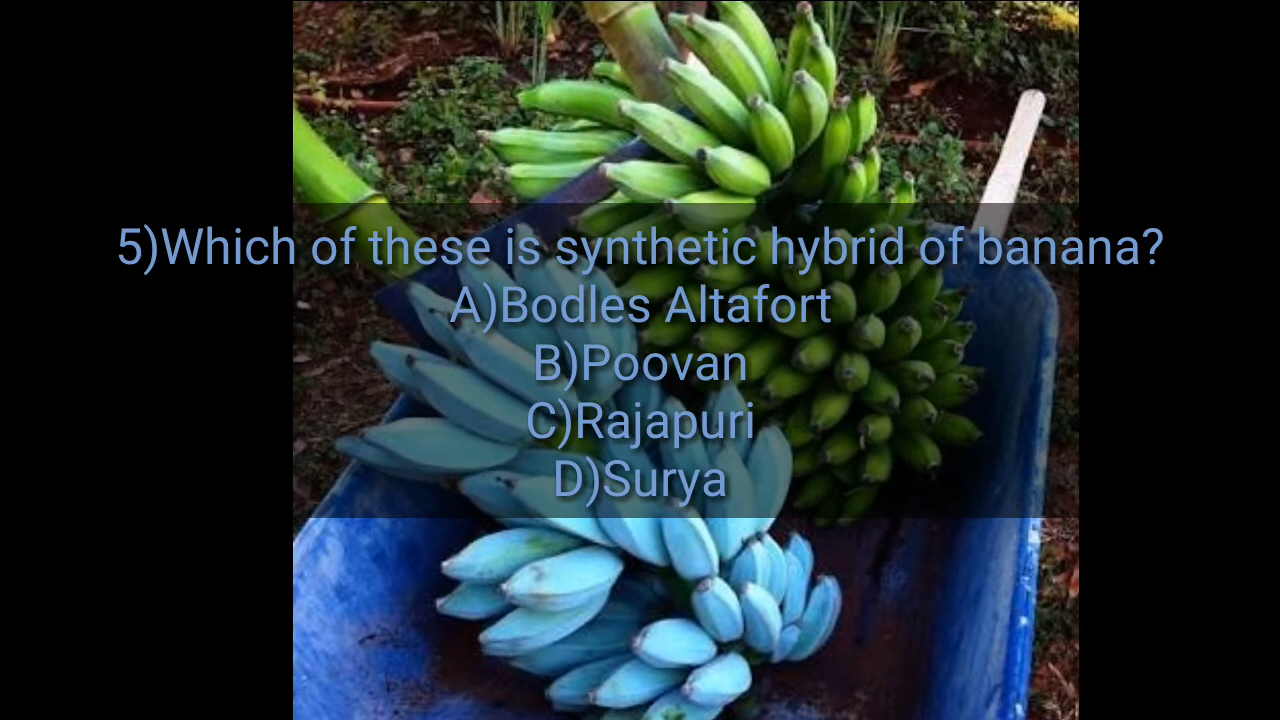 5)Which of these is synthetic hybrid of banana?
A)Bodles Altafort
B)Poovan
C)Rajapuri
D)Surya